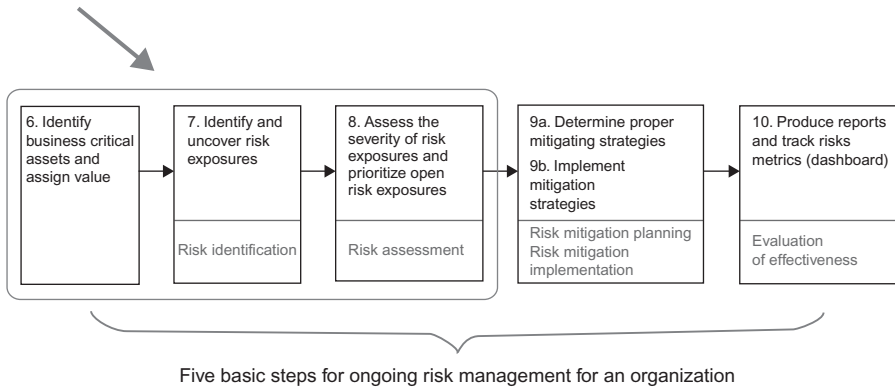 6. Identify
business critical
assets and
assign value
7. Identify and
uncover risk
exposures
Risk identification
8. Assess the
severity of risk
exposures and
prioritize open
risk exposures
Risk assessment
9a. Determine proper
mitigating strategies
9b. Implement
mitigation
strategies
Risk mitigation planning
Risk mitigation
implementation
10. Produce reports
and track risks
metrics (dashboard)
Evaluation
of effectiveness
Five basic steps for ongoing risk management for an organization